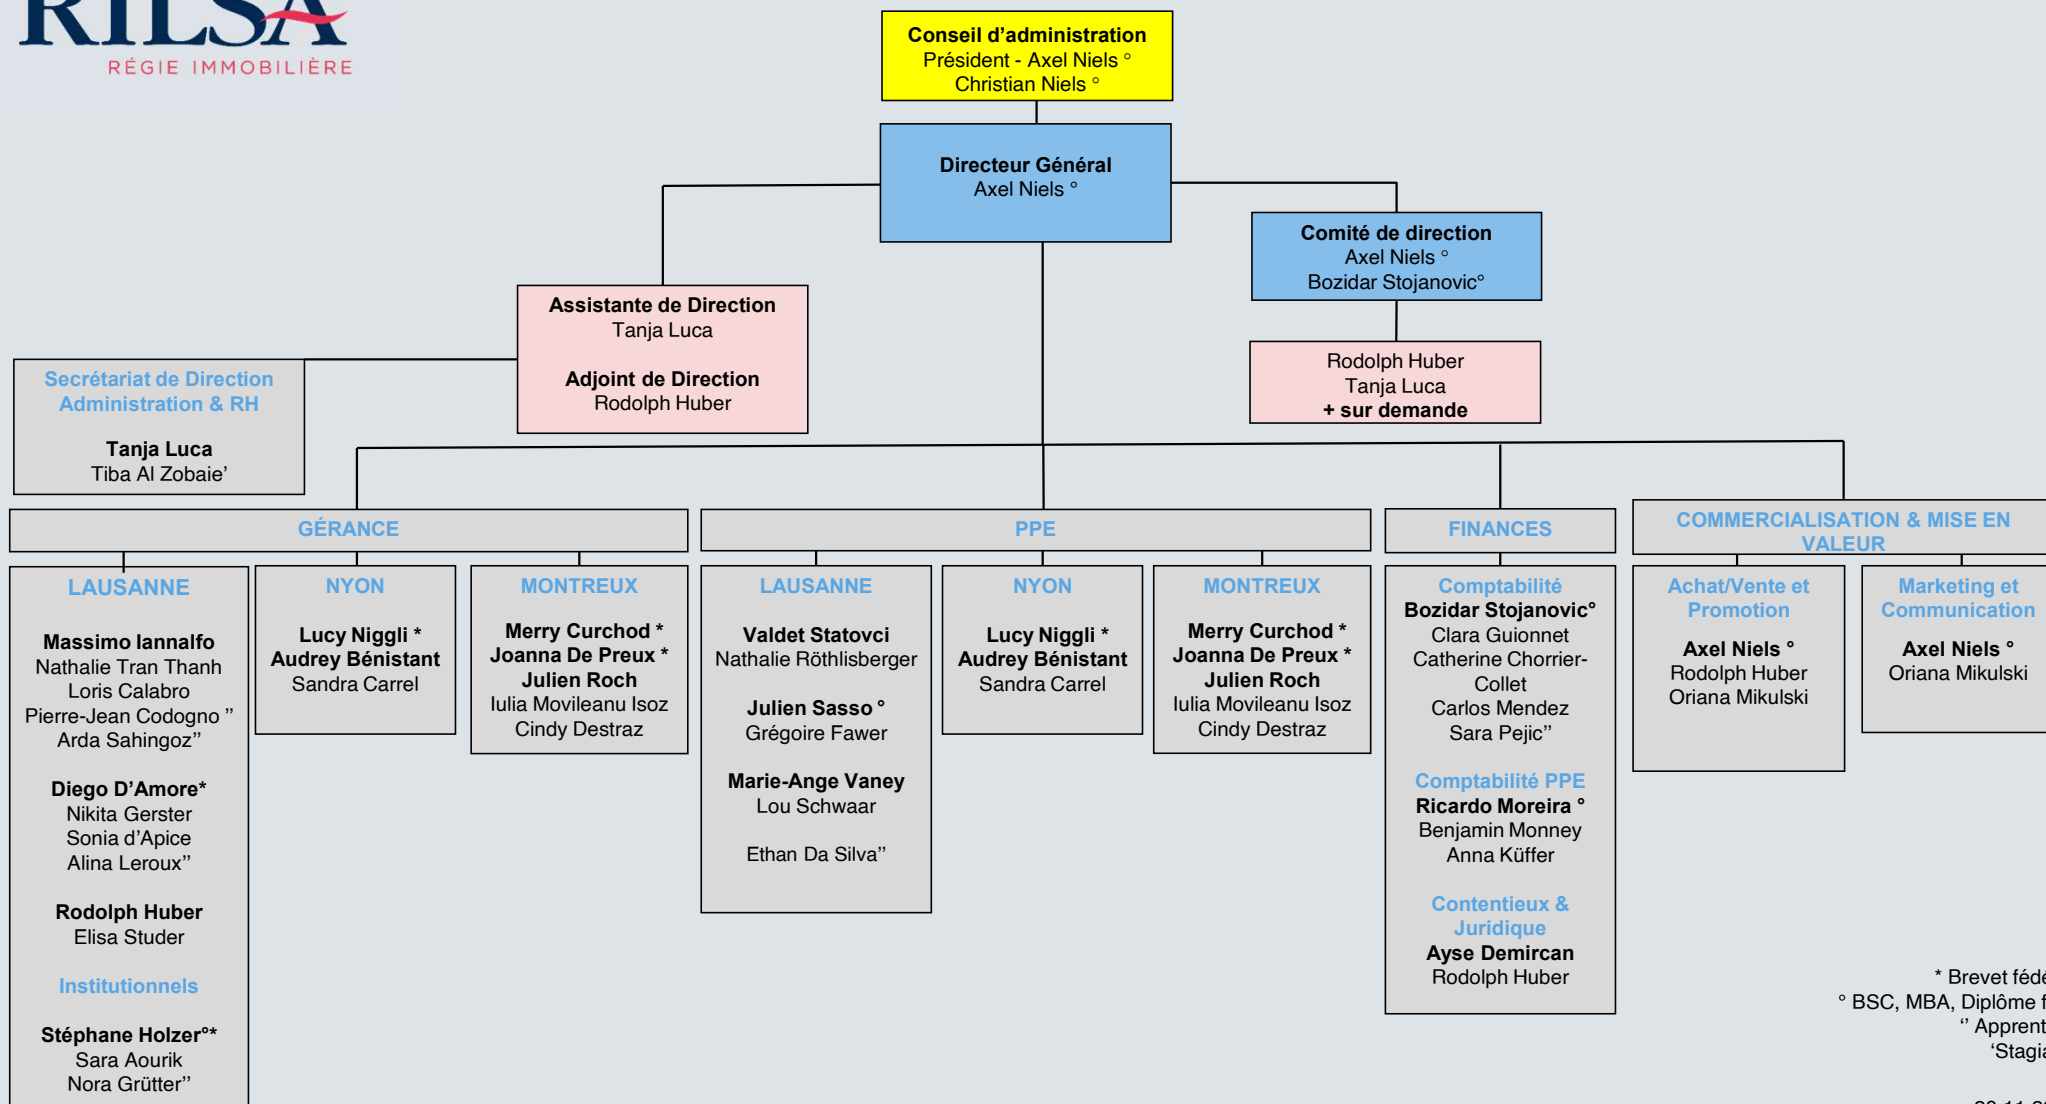 RILSA
RÉGIE IMMOBILIÈRE
Conseil d’administration
Président - Axel Niels °
Christian Niels °
Directeur Général
Axel Niels °
Comité de direction
Axel Niels °
Bozidar Stojanovic°
Assistante de Direction
Tanja Luca
Adjoint de Direction
Rodolph Huber
Rodolph Huber
Tanja Luca
+ sur demande
Secrétariat de Direction
Administration & RH
Tanja Luca
Tiba Al Zobaie’
GÉRANCE
LAUSANNE
Massimo Iannalfo
Nathalie Tran Thanh
Loris Calabro
Pierre-Jean Codogno ’’
Arda Sahingoz’’
Diego D’Amore*
Nikita Gerster
Sonia d’Apice
Alina Leroux’’
Rodolph Huber
Elisa Studer
Institutionnels
Stéphane Holzer°*
Sara Aourik
Nora Grütter’’
NYON
Lucy Niggli *
Audrey Bénistant
Sandra Carrel
MONTREUX
Merry Curchod *
Joanna De Preux *
Julien Roch
Iulia Movileanu Isoz
Cindy Destraz
PPE
LAUSANNE
Valdet Statovci
Nathalie Röthlisberger
Julien Sasso °
Grégoire Fawer
Marie-Ange Vaney
Lou Schwaar
Ethan Da Silva’’
NYON
Lucy Niggli *
Audrey Bénistant
Sandra Carrel
MONTREUX
Merry Curchod *
Joanna De Preux *
Julien Roch
Iulia Movileanu Isoz
Cindy Destraz
FINANCES
Comptabilité
Bozidar Stojanovic°
Clara Guionnet
Catherine Chorrier-
Collet
Carlos Mendez
Sara Pejic’’
Comptabilité PPE
Ricardo Moreira °
Benjamin Monney
Anna Küffer
Contentieux &
Juridique
Ayse Demircan
Rodolph Huber
COMMERCIALISATION & MISE EN
VALEUR
Achat/Vente et
Promotion
Axel Niels °
Rodolph Huber
Oriana Mikulski
Marketing et
Communication
Axel Niels °
Oriana Mikulski
* Brevet fédé
° BSC, MBA, Diplôme f
‘’ Apprent
‘Stagia